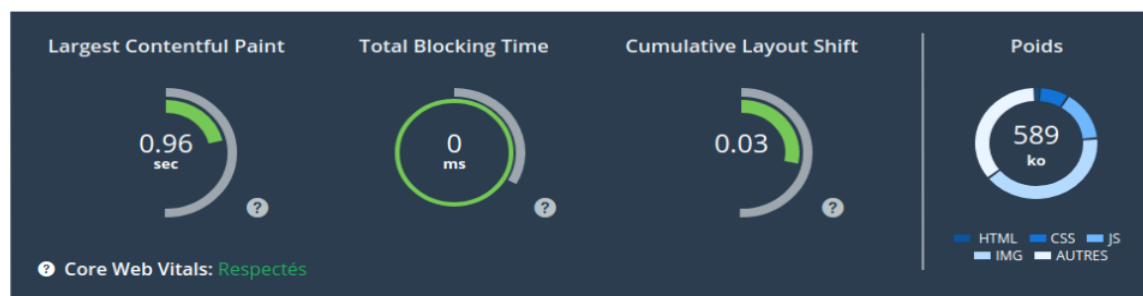 Largest Contentful Paint
Total Blocking Time
Cumulative Layout Shift
Poids
0.96
sec
?
0
ms
?
0.03
?
589
ko
HTML CSS JS
IMG AUTRES
? Core Web Vitals: Respectés